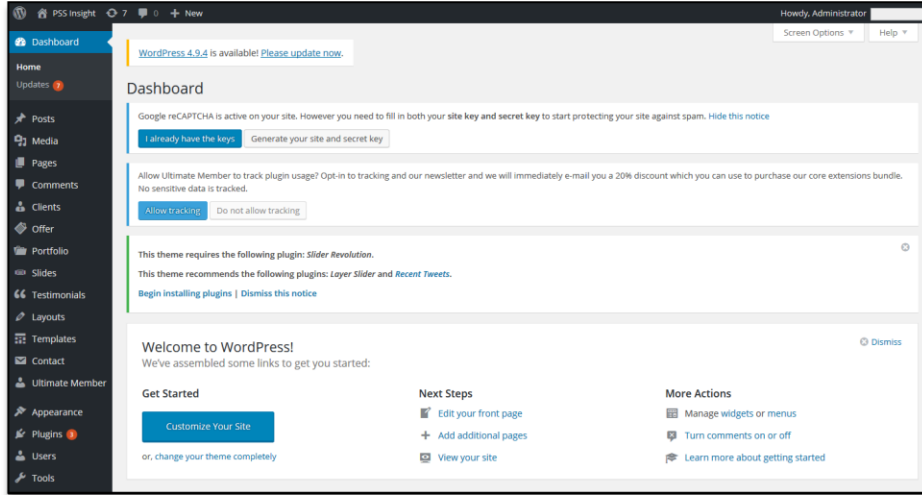 PSS Insight 7 0 + New
Howdy, Administrator
Screen Options Help
Dashboard
Home
Updates 7
Posts
Media
Pages
Comments
Clients
Offer
Portfolio
Slides
Testimonials
Layouts
Templates
Contact
Ultimate Member
Appearance
Plugins 3
Users
Tools
WordPress 4.9.4 is available! Please update now.
Dashboard
Google reCAPTCHA is active on your site. However you need to fill in both your site key and secret key to start protecting your site against spam. Hide this notice
I already have the keys Generate your site and secret key
Allow Ultimate Member to track plugin usage? Opt-in to tracking and our newsletter and we will immediately e-mail you a 20% discount which you can use to purchase our core extensions bundle.
No sensitive data is tracked.
Allow tracking Do not allow tracking
This theme requires the following plugin: Slider Revolution.
This theme recommends the following plugins: Layer Slider and Recent Tweets.
Begin installing plugins | Dismiss this notice
Welcome to WordPress!
Dismiss
We've assembled some links to get you started:
Get Started
Customize Your Site
or, change your theme completely
Next Steps
Edit your front page
Add additional pages
View your site
More Actions
Manage widgets or menus
Turn comments on or off
Learn more about getting started